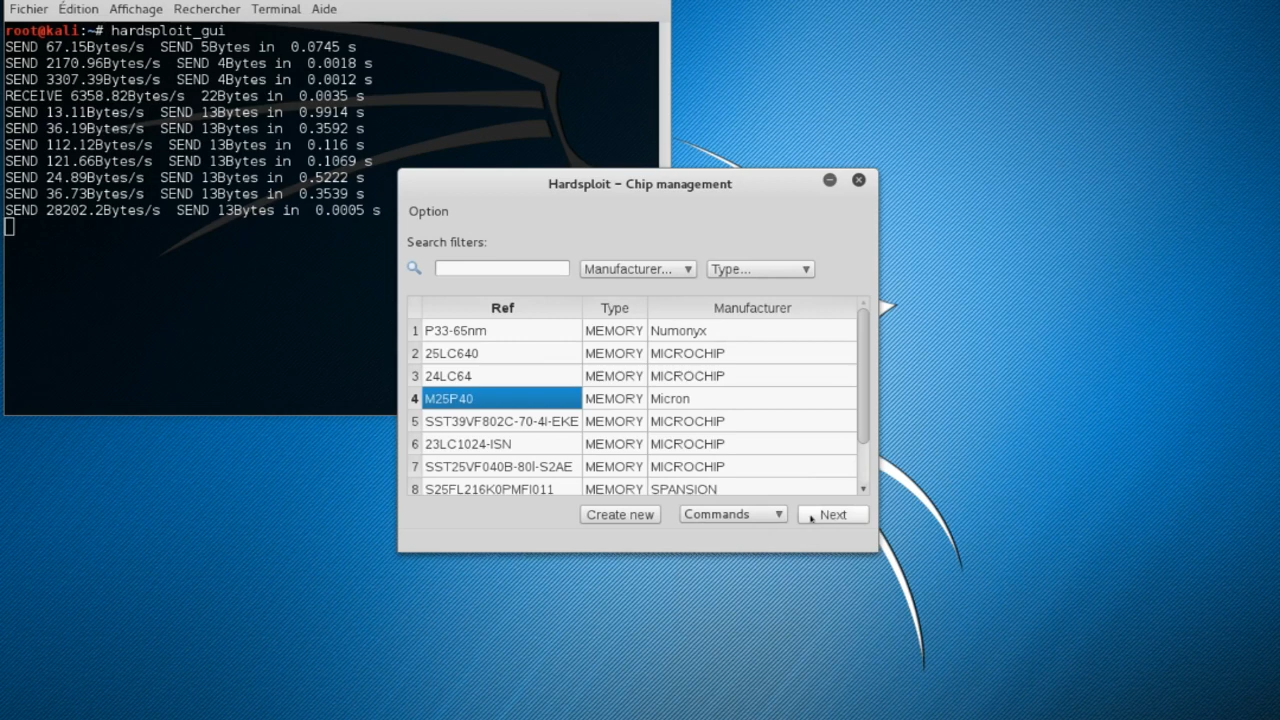 Fichier Édition Affichage Rechercher Terminal Aide
root@kali:~# hardsploit_gui
SEND 67.15Bytes/s  SEND 5Bytes in  0.0745 s
SEND 2170.96Bytes/s  SEND 4Bytes in  0.0018 s
SEND 3307.39Bytes/s  SEND 4Bytes in  0.0012 s
RECEIVE 6358.82Bytes/s  22Bytes in  0.0035 s
SEND 13.11Bytes/s  SEND 13Bytes in  0.9914 s
SEND 36.19Bytes/s  SEND 13Bytes in  0.3592 s
SEND 112.12Bytes/s  SEND 13Bytes in  0.116 s
SEND 121.66Bytes/s  SEND 13Bytes in  0.1069 s
SEND 24.89Bytes/s  SEND 13Bytes in  0.5222 s
SEND 36.73Bytes/s  SEND 13Bytes in  0.3539 s
SEND 28202.2Bytes/s  SEND 13Bytes in  0.0005 s
Hardsploit - Chip management
Option
Search filters:
Manufacturer... Type...
Ref Type Manufacturer
1 P33-65nm MEMORY Numonyx
2 25LC640 MEMORY MICROCHIP
3 24LC64 MEMORY MICROCHIP
4 M25P40 MEMORY Micron
5 SST39VF802C-70-4I-EKE MEMORY MICROCHIP
6 23LC1024-ISN MEMORY MICROCHIP
7 SST25VF040B-80I-S2AE MEMORY MICROCHIP
8 S25FL216K0PMFI011 MEMORY SPANSION
Create new Commands Next